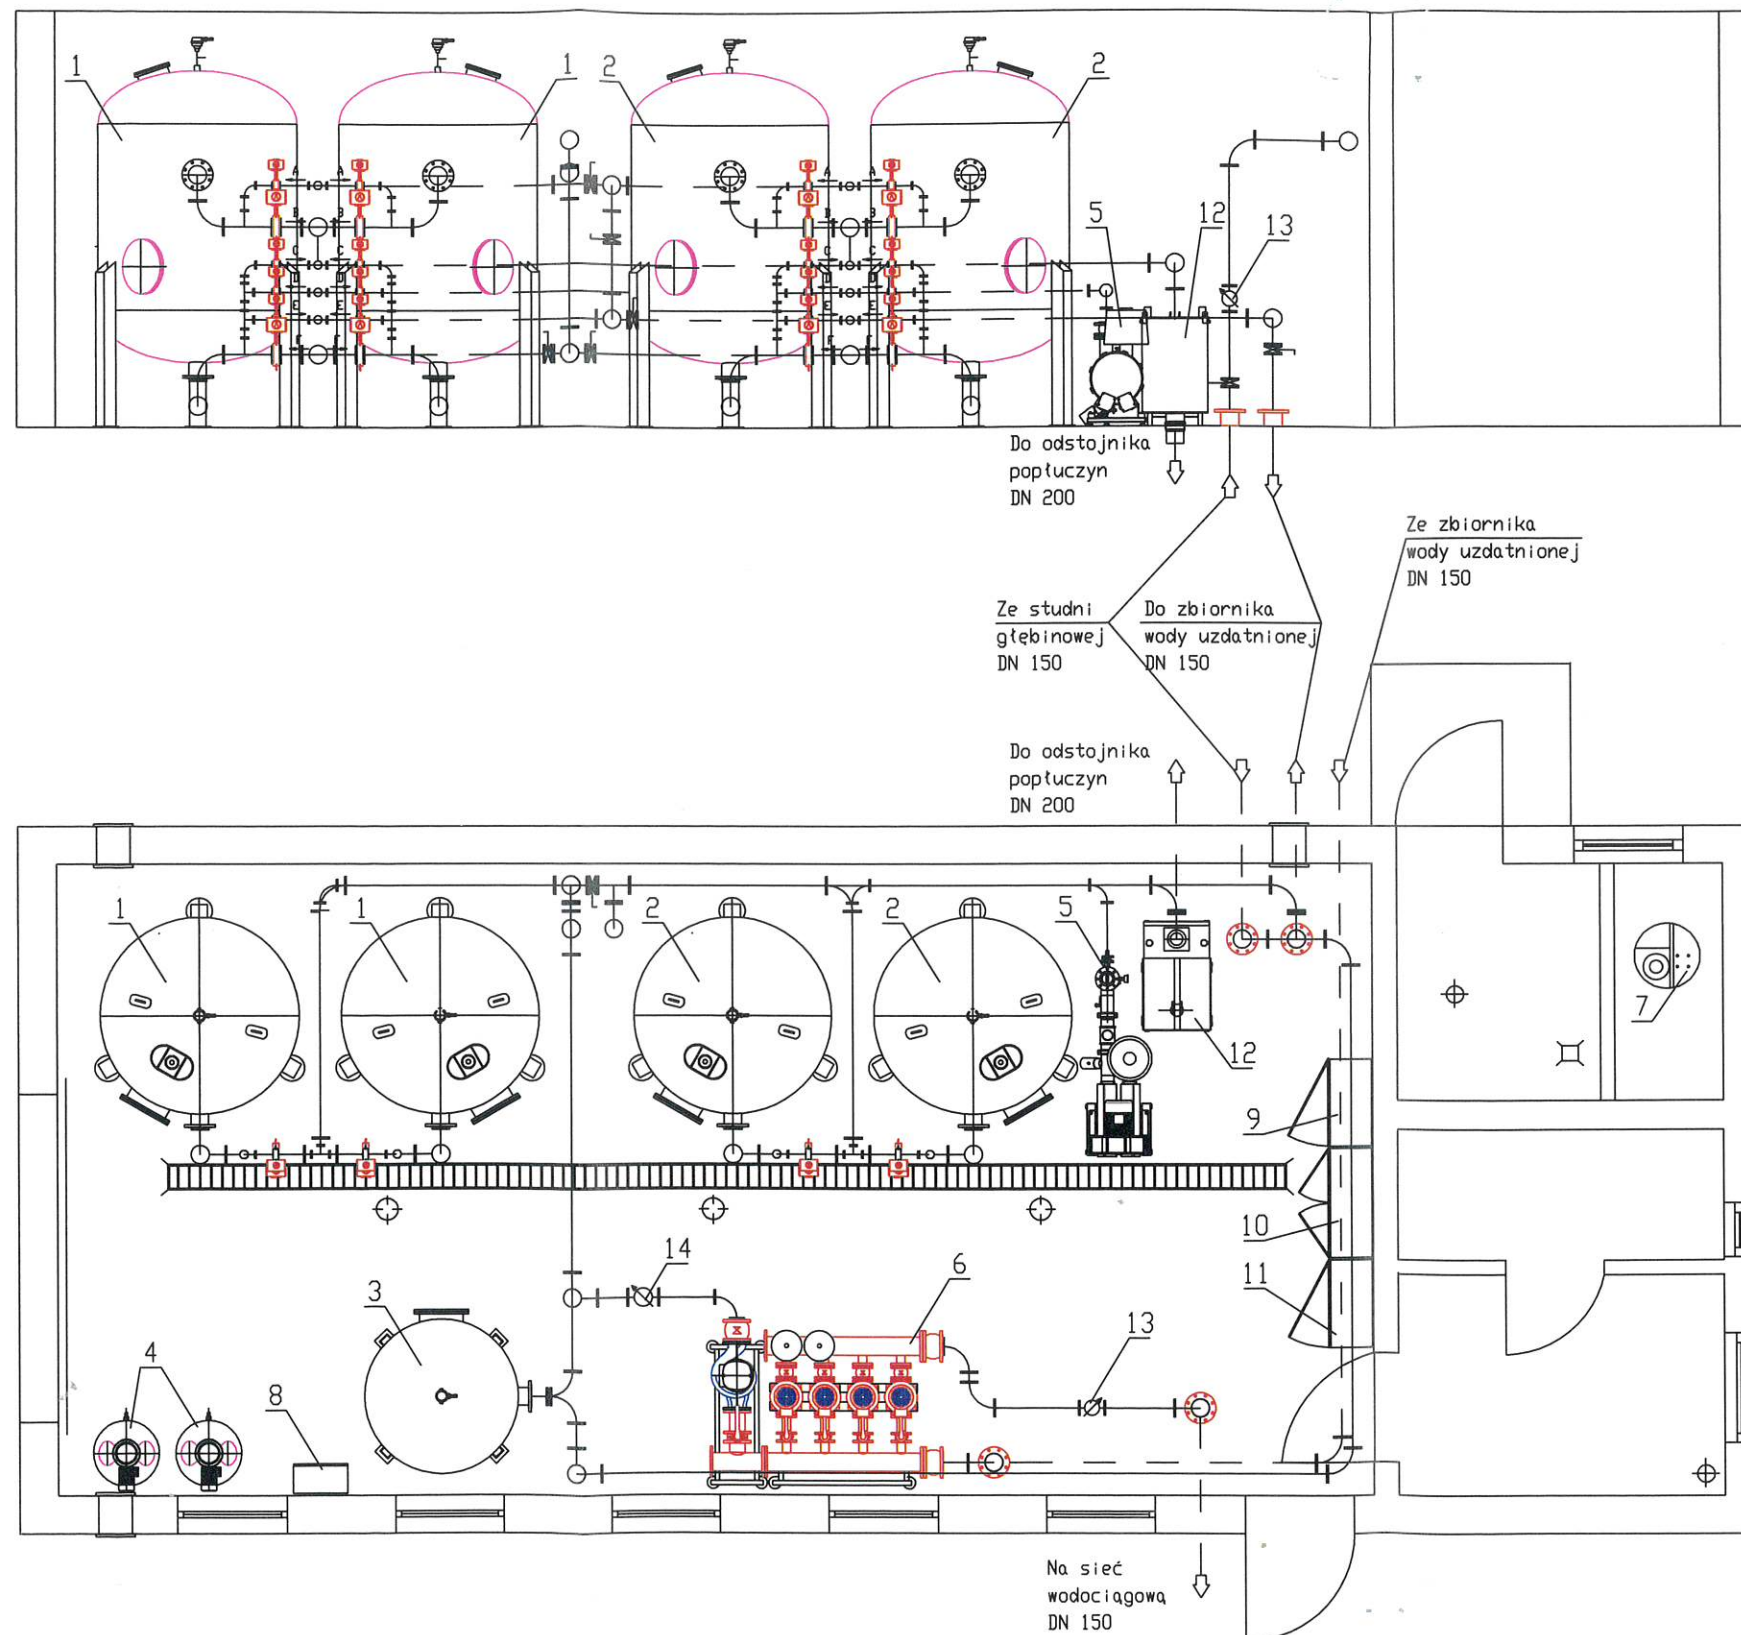 1
1
2
2
A
A
A
A
B
B
B
B
C
C
C
C
D
D
D
D
E
E
E
E
F
F
F
F
5
12
13
Do odstojnika
popłuczyn
DN 200
Ze zbiornika
wody uzdatnionej
DN 150
Ze studni
głębinowej
DN 150
Do zbiornika
wody uzdatnionej
DN 150
Do odstojnika
popłuczyn
DN 200
1
1
2
2
5
7
12
9
10
11
14
6
3
13
4
8
Na sieć
wodociągową
DN 150